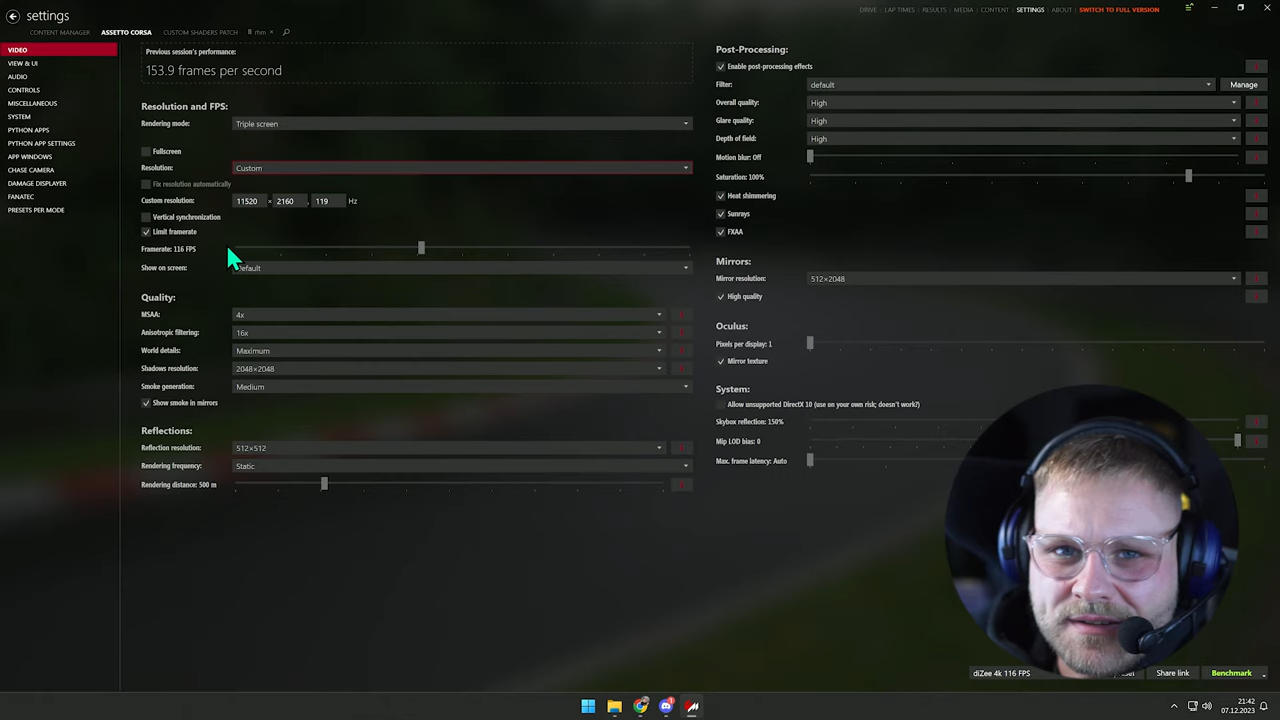 settings
DRIVE LAP TIMES RESULTS MEDIA CONTENT SETTINGS ABOUT SWITCH TO FULL VERSION
CONTENT MANAGER ASSETTO CORSA CUSTOM SHADERS PATCH rhm
VIDEO
VIEW & UI
AUDIO
CONTROLS
MISCELLANEOUS
SYSTEM
PYTHON APPS
PYTHON APP SETTINGS
APP WINDOWS
CHASE CAMERA
DAMAGE DISPLAYER
FANATEC
PRESETS PER MODE
Previous session's performance:
153.9 frames per second
Resolution and FPS:
Rendering mode: Triple screen
Fullscreen
Resolution: Custom
Fix resolution automatically
Custom resolution: 11520 × 2160, 119 Hz
Vertical synchronization
Limit framerate
Framerate: 116 FPS
Show on screen: Default
Quality:
MSAA: 4x
Anisotropic filtering: 16x
World details: Maximum
Shadows resolution: 2048×2048
Smoke generation: Medium
Show smoke in mirrors
Reflections:
Reflection resolution: 512×512
Rendering frequency: Static
Rendering distance: 500 m
Post-Processing:
Enable post-processing effects
Filter: default Manage
Overall quality: High
Glare quality: High
Depth of field: High
Motion blur: Off
Saturation: 100%
Heat shimmering
Sunrays
FXAA
Mirrors:
Mirror resolution: 512×2048
High quality
Oculus:
Pixels per display: 1
Mirror texture
System:
Allow unsupported DirectX 10 (use on your own risk; doesn't work?)
Skybox reflection: 150%
Mip LOD bias: 0
Max. frame latency: Auto
diZee 4k 116 FPS Share link Benchmark
21:42
07.12.2023